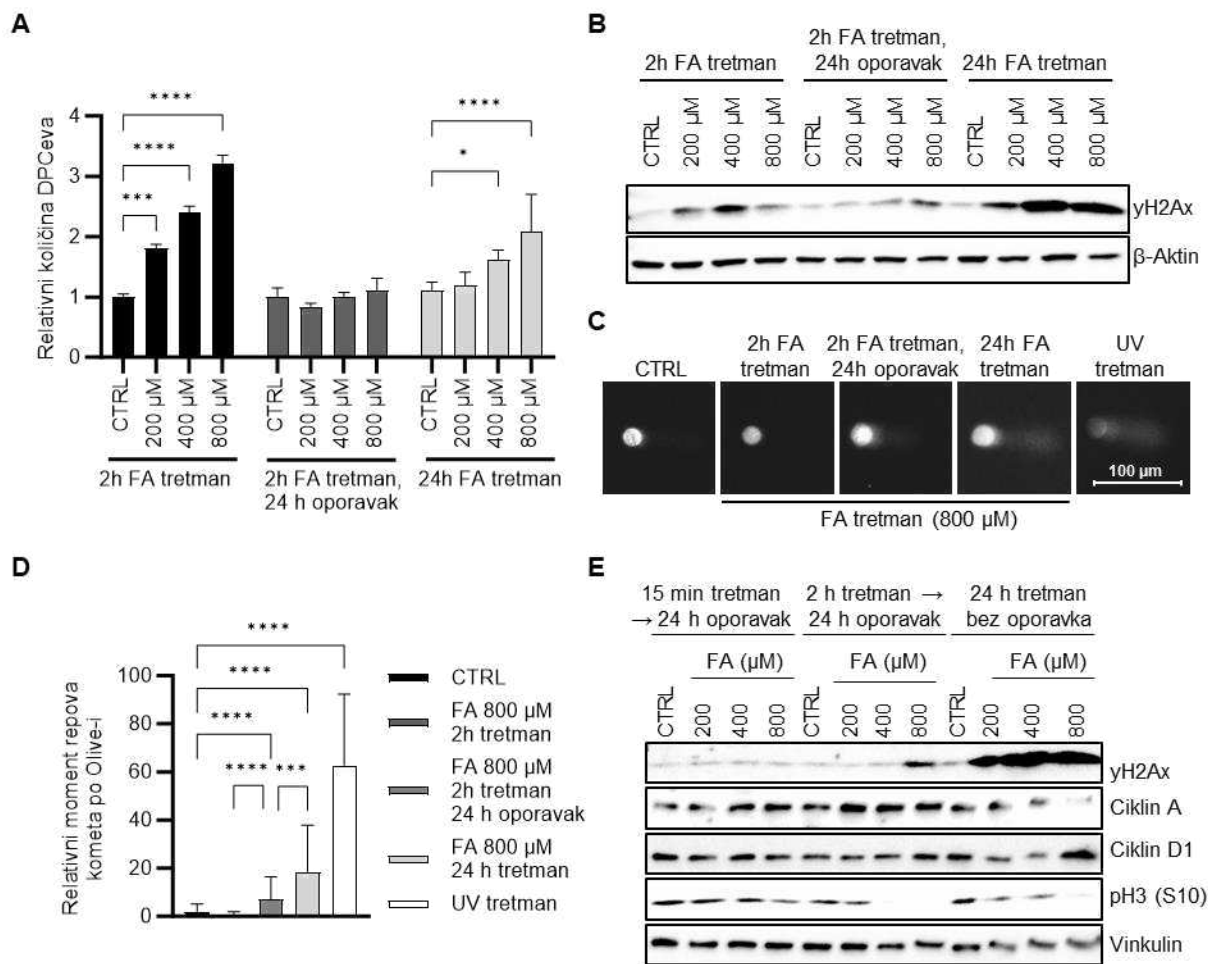 A
Relativni količina DPCeva
4
3
2
1
0
****
****
***
****
*
CTRL
200 µM
400 µM
800 µM
CTRL
200 µM
400 µM
800 µM
CTRL
200 µM
400 µM
800 µM
2h FA tretman
2h FA tretman,
24 h oporavak
24h FA tretman
B
2h FA tretman
2h FA tretman,
24h oporavak
24h FA tretman
CTRL
200 µM
400 µM
800 µM
CTRL
200 µM
400 µM
800 µM
CTRL
200 µM
400 µM
800 µM
yH2Ax
β-Aktin
C
CTRL
2h FA
tretman
2h FA tretman,
24h oporavak
24h FA
tretman
UV
tretman
100 µm
FA tretman (800 µM)
D
Relativni moment repova
kometa po Olive-i
100
80
60
40
20
0
****
****
****
****
***
CTRL
FA 800 µM
2h tretman
FA 800 µM
2h tretman
24h oporavak
FA 800 µM
24 h tretman
UV tretman
E
15 min tretman
→ 24 h oporavak
2 h tretman →
24 h oporavak
24 h tretman
bez oporavka
FA (µM)
FA (µM)
FA (µM)
CTRL
200
400
800
CTRL
200
400
800
CTRL
200
400
800
yH2Ax
Ciklin A
Ciklin D1
pH3 (S10)
Vinkulin